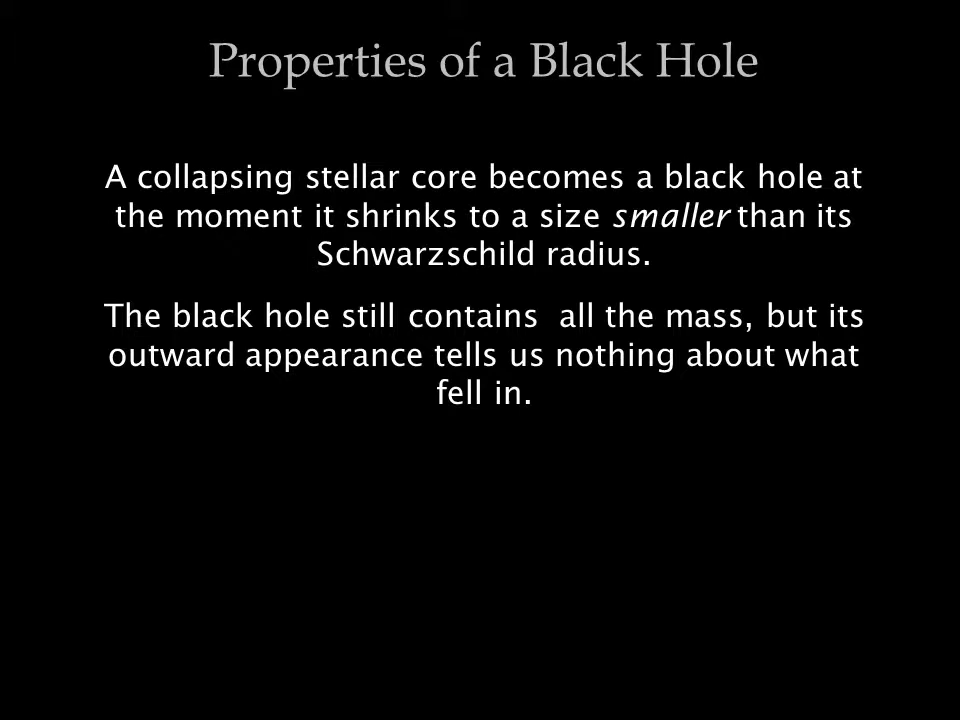 Properties of a Black Hole
A collapsing stellar core becomes a black hole at
the moment it shrinks to a size smaller than its
Schwarzschild radius.
The black hole still contains  all the mass, but its
outward appearance tells us nothing about what
fell in.